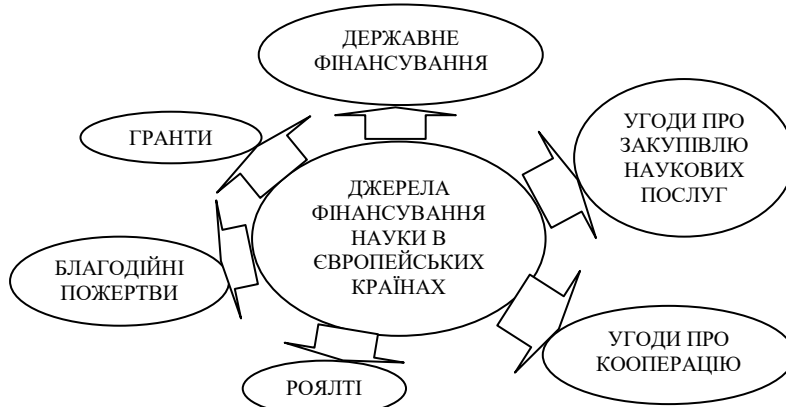 ДЕРЖАВНЕ
ФІНАНСУВАННЯ
ГРАНТИ
УГОДИ ПРО
ЗАКУПІВЛЮ
НАУКОВИХ
ПОСЛУГ
ДЖЕРЕЛА
ФІНАНСУВАННЯ
НАУКИ В
ЄВРОПЕЙСЬКИХ
КРАЇНАХ
БЛАГОДІЙНІ
ПОЖЕРТВИ
УГОДИ ПРО
КООПЕРАЦІЮ
РОЯЛТІ